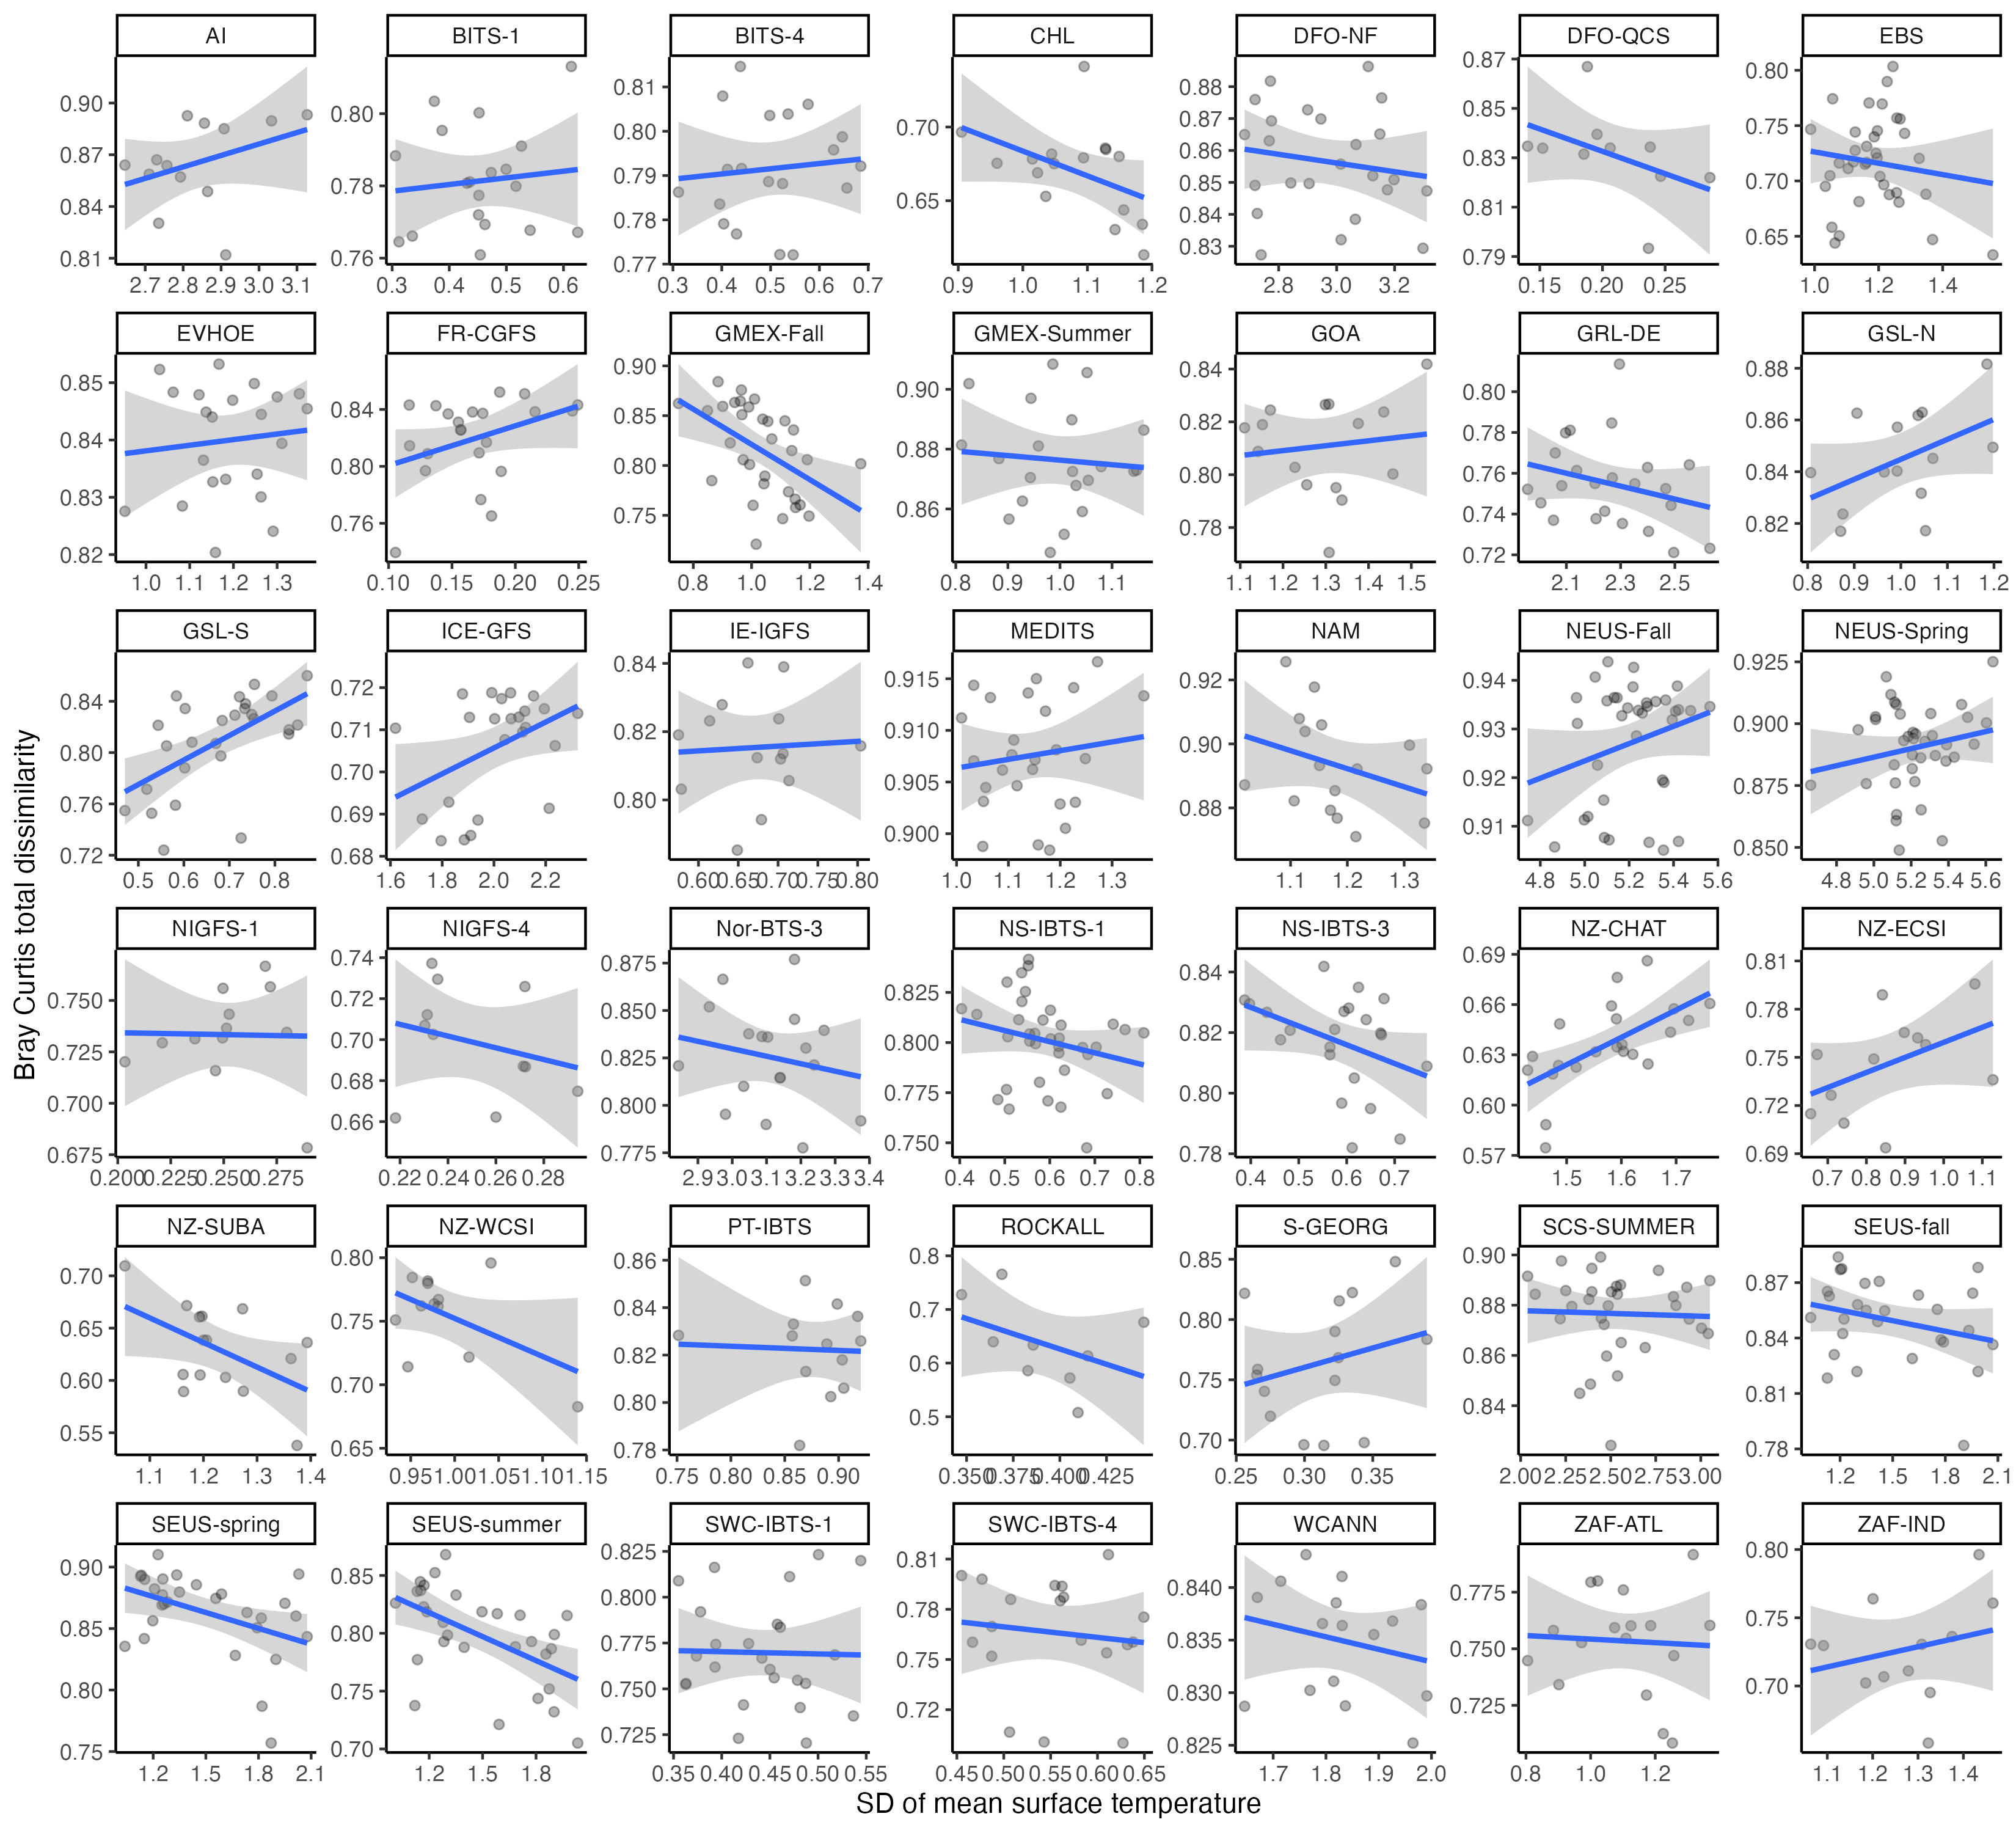 Bray Curtis total dissimilarity
AI
0.90
0.87
0.84
0.81
2.7 2.8 2.9 3.0 3.1
BITS-1
0.80
0.78
0.76
0.3 0.4 0.5 0.6
BITS-4
0.81
0.80
0.79
0.78
0.77
0.3 0.4 0.5 0.6 0.7
CHL
0.70
0.65
0.9 1.0 1.1 1.2
DFO-NF
0.88
0.87
0.86
0.85
0.84
0.83
2.8 3.0 3.2
DFO-QCS
0.87
0.85
0.83
0.81
0.79
0.15 0.20 0.25
EBS
0.80
0.75
0.70
0.65
1.0 1.2 1.4
EVHOE
0.85
0.84
0.83
0.82
1.0 1.1 1.2 1.3
FR-CGFS
0.84
0.80
0.76
0.10 0.15 0.20 0.25
GMEX-Fall
0.90
0.85
0.80
0.75
0.8 1.0 1.2 1.4
GMEX-Summer
0.90
0.88
0.86
0.8 0.9 1.0 1.1
GOA
0.84
0.82
0.80
0.78
1.1 1.2 1.3 1.4 1.5
GRL-DE
0.80
0.78
0.76
0.74
0.72
2.1 2.3 2.5
GSL-N
0.88
0.86
0.84
0.82
0.8 0.9 1.0 1.1 1.2
GSL-S
0.84
0.80
0.76
0.72
0.5 0.6 0.7 0.8
ICE-GFS
0.72
0.71
0.70
0.69
0.68
1.6 1.8 2.0 2.2
IE-IGFS
0.84
0.82
0.80
0.60 0.65 0.70 0.75 0.80
MEDITS
0.915
0.910
0.905
0.900
1.0 1.1 1.2 1.3
NAM
0.92
0.90
0.88
1.1 1.2 1.3
NEUS-Fall
0.94
0.93
0.92
0.91
4.8 5.0 5.2 5.4 5.6
NEUS-Spring
0.925
0.900
0.875
0.850
4.8 5.0 5.2 5.4 5.6
NIGFS-1
0.750
0.725
0.700
0.675
0.200 0.225 0.250 0.275
NIGFS-4
0.74
0.72
0.70
0.68
0.66
0.22 0.24 0.26 0.28
Nor-BTS-3
0.875
0.850
0.825
0.800
0.775
2.9 3.0 3.1 3.2 3.3 3.4
NS-IBTS-1
0.825
0.800
0.775
0.750
0.4 0.5 0.6 0.7 0.8
NS-IBTS-3
0.84
0.82
0.80
0.78
0.4 0.5 0.6 0.7
NZ-CHAT
0.69
0.66
0.63
0.60
0.57
1.5 1.6 1.7
NZ-ECSI
0.81
0.78
0.75
0.72
0.69
0.7 0.8 0.9 1.0 1.1
NZ-SUBA
0.70
0.65
0.60
0.55
1.1 1.2 1.3 1.4
NZ-WCSI
0.80
0.75
0.70
0.65
0.95 1.00 1.05 1.10 1.15
PT-IBTS
0.86
0.84
0.82
0.80
0.78
0.75 0.80 0.85 0.90
ROCKALL
0.8
0.7
0.6
0.5
0.350 0.375 0.400 0.425
S-GEORG
0.85
0.80
0.75
0.70
0.25 0.30 0.35
SCS-SUMMER
0.90
0.88
0.86
0.84
2.00 2.25 2.50 2.75 3.00
SEUS-fall
0.87
0.84
0.81
0.78
1.2 1.5 1.8 2.1
SEUS-spring
0.90
0.85
0.80
0.75
1.2 1.5 1.8 2.1
SEUS-summer
0.85
0.80
0.75
0.70
1.2 1.5 1.8
SWC-IBTS-1
0.825
0.800
0.775
0.750
0.725
0.35 0.40 0.45 0.50 0.55
SWC-IBTS-4
0.81
0.78
0.75
0.72
0.45 0.50 0.55 0.60 0.65
WCANN
0.840
0.835
0.830
0.825
1.7 1.8 1.9 2.0
ZAF-ATL
0.775
0.750
0.725
0.8 1.0 1.2
ZAF-IND
0.80
0.75
0.70
1.1 1.2 1.3 1.4
SD of mean surface temperature